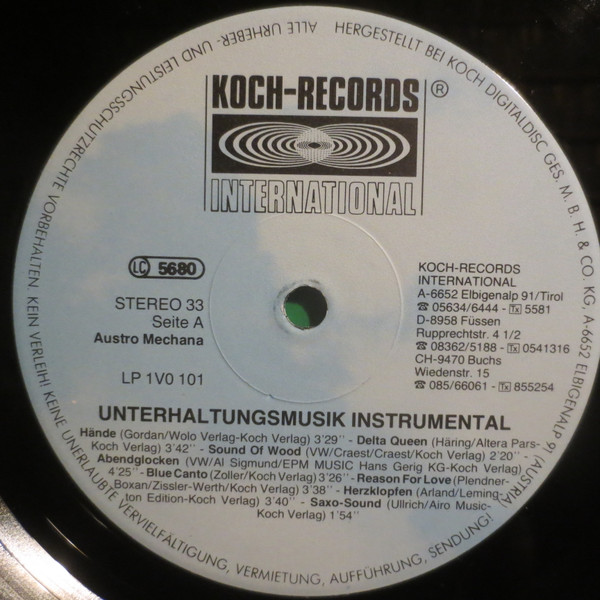 HERGESTELLT BEI KOCH DIGITALDISC GES. M. B. H. & CO. KG, A-6652 ELBIGENALP 91 (AUSTRIA)
ALLE URHEBER- UND LEISTUNGSSCHUTZRECHTE VORBEHALTEN. KEIN VERLEIH! KEINE UNERLAUBTE VERVIELFÄLTIGUNG, VERMIETUNG, AUFFÜHRUNG, SENDUNG!
KOCH-RECORDS ®
INTERNATIONAL
LC 5680
STEREO 33
Seite A
Austro Mechana
LP 1V0 101
KOCH-RECORDS
INTERNATIONAL
A-6652 Elbigenalp 91/Tirol
☎ 05634/6444 - Tx 5581
D-8958 Füssen
Rupprechtstr. 4 1/2
☎ 08362/5188 - Tx 0541316
CH-9470 Buchs
Wiedenstr. 15
☎ 085/66061 - Tx 855254
UNTERHALTUNGSMUSIK INSTRUMENTAL
Hände (Gordan/Wolo Verlag-Koch Verlag) 3'29" - Delta Queen (Häring/Altera Pars-
Koch Verlag) 3'42" - Sound Of Wood (VW/Craest/Craest/Koch Verlag) 2'20" -
Abendglocken (VW/Al Sigmund/EPM MUSIC Hans Gerig KG-Koch Verlag)
4'25" - Blue Canto (Zoller/Koch Verlag) 3'26" - Reason For Love (Plendner-
Boxan/Zissler-Werth/Koch Verlag) 3'38" - Herzklopfen (Arland/Leming-
ton Edition-Koch Verlag) 3'40" - Saxo-Sound (Ullrich/Airo Music-
Koch Verlag) 1'54"